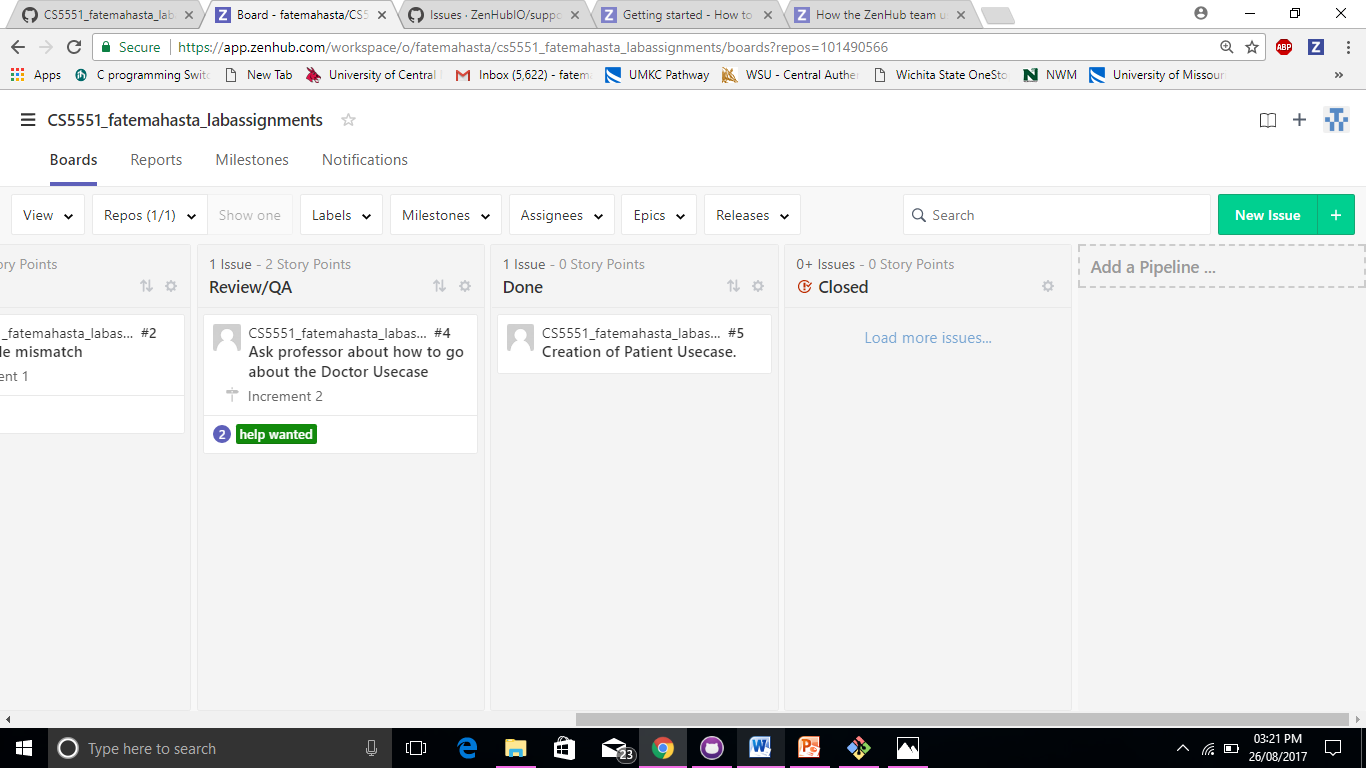 CS5551_fatemahasta_lab
Board - fatemahasta/CS5
Issues · ZenHubIO/suppo
Getting started - How to
How the ZenHub team u
Secure
https://app.zenhub.com/workspace/o/fatemahasta/cs5551_fatemahasta_labassignments/boards?repos=101490566
ABP
Z
Apps
C programming Switc
New Tab
University of Central
Inbox (5,622) - fatema
UMKC Pathway
WSU - Central Authe
Wichita State OneSto
NWM
University of Missour
»
CS5551_fatemahasta_labassignments
Boards
Reports
Milestones
Notifications
View
Repos (1/1)
Show one
Labels
Milestones
Assignees
Epics
Releases
Search
New Issue
+
ory Points
1 Issue - 2 Story Points
Review/QA
1 Issue - 0 Story Points
Done
0+ Issues - 0 Story Points
Closed
Add a Pipeline ...
_fatemahasta_labas... #2
le mismatch
ent 1
CS5551_fatemahasta_labas... #4
Ask professor about how to go
about the Doctor Usecase
Increment 2
2 help wanted
CS5551_fatemahasta_labas... #5
Creation of Patient Usecase.
Load more issues...
Type here to search
23
03:21 PM
26/08/2017